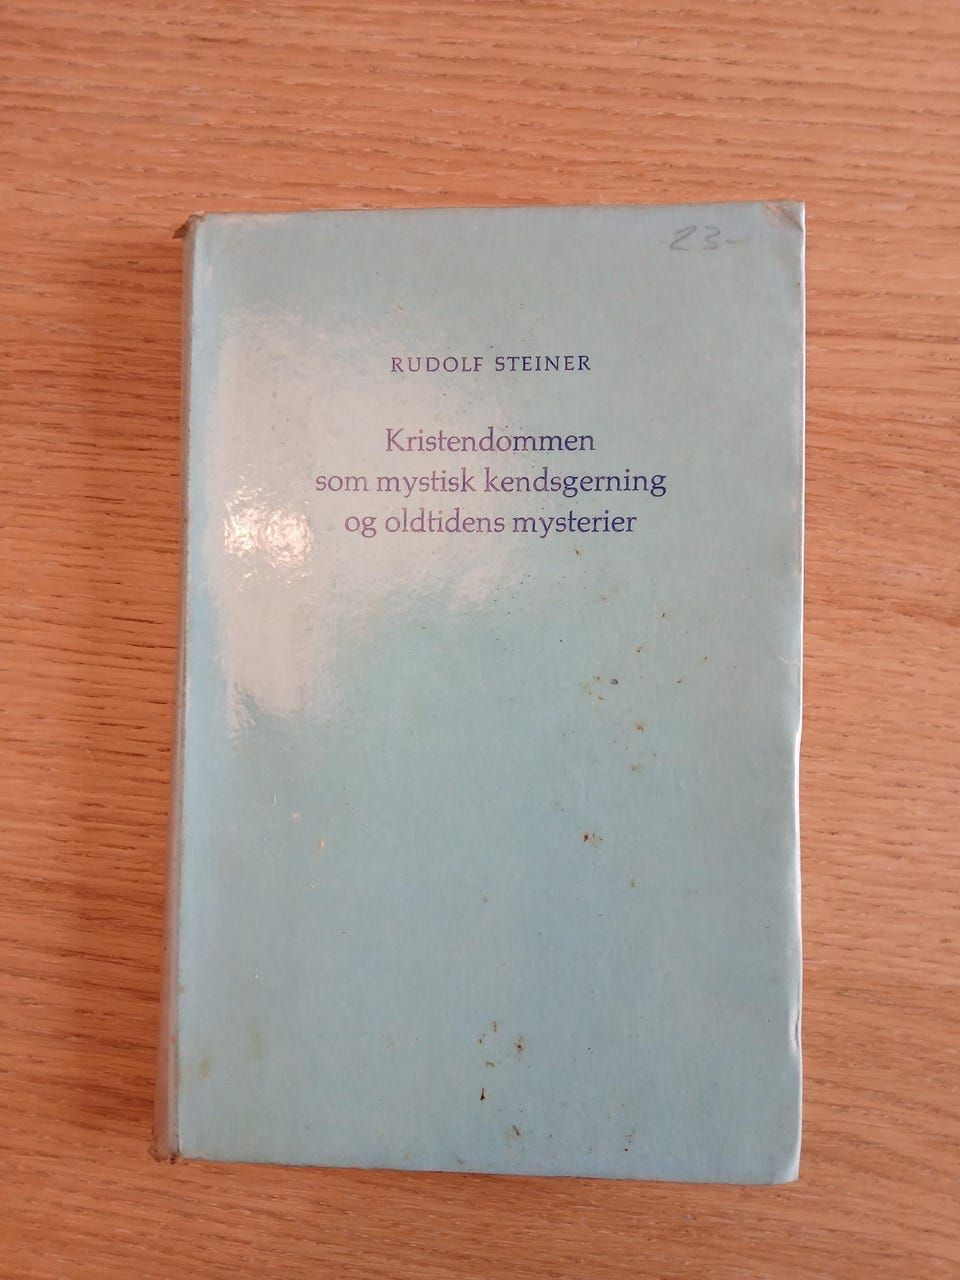 23-
RUDOLF STEINER
Kristendommen
som mystisk kendsgerning
og oldtidens mysterier